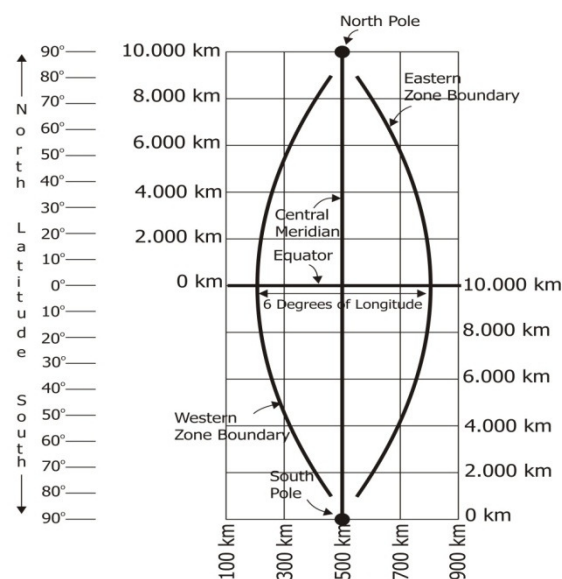 North Pole
90°
80°
70°
60°
50°
40°
30°
20°
10°
0°
10°
20°
30°
40°
50°
60°
70°
80°
90°
North
Latitude
South
10.000 km
8.000 km
6.000 km
4.000 km
2.000 km
0 km
Eastern
Zone Boundary
Central
Meridian
Equator
6 Degrees of Longitude
Western
Zone Boundary
South
Pole
10.000 km
8.000 km
6.000 km
4.000 km
2.000 km
0 km
100 km
300 km
500 km
700 km
900 km